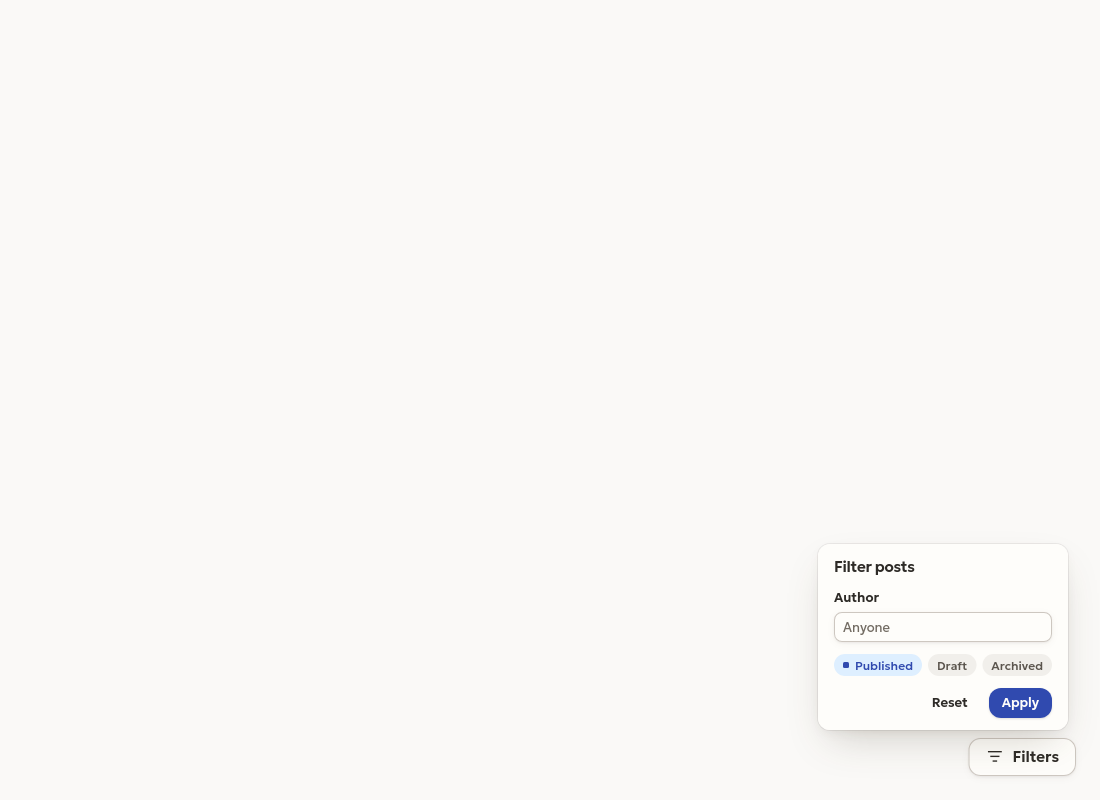 Filter posts
Author
Anyone
Published Draft Archived
Reset Apply
Filters